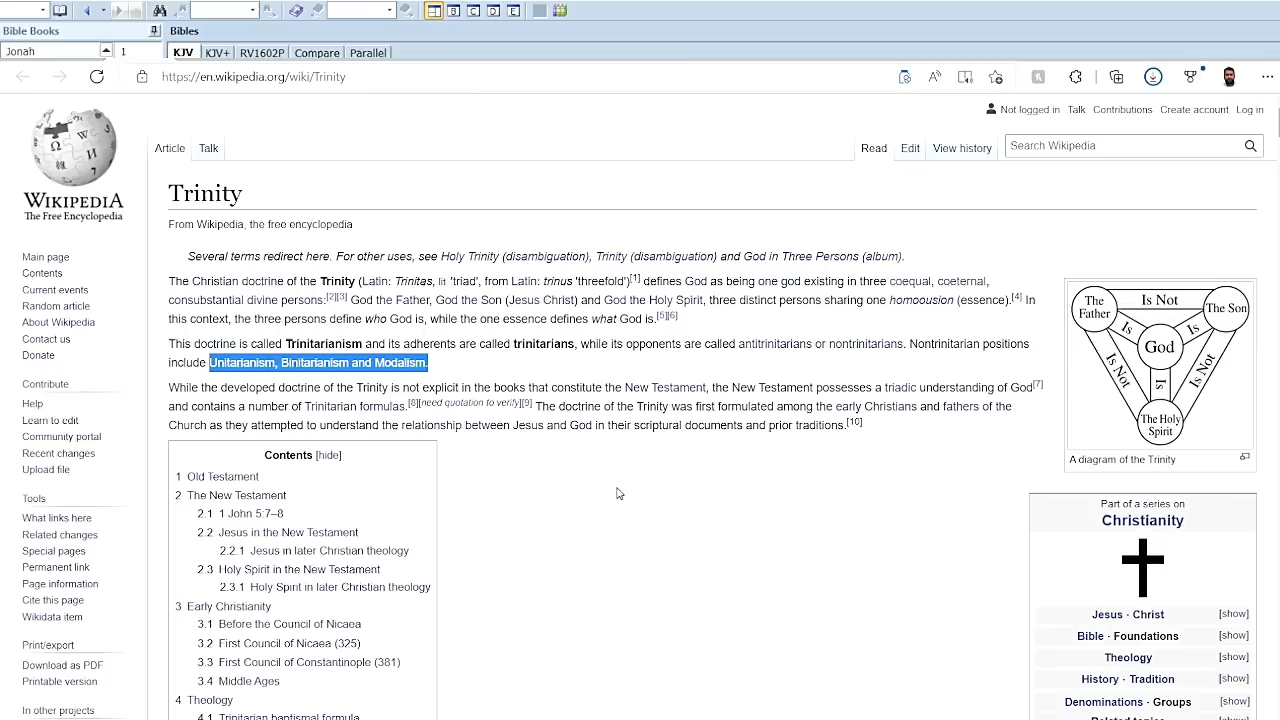 Bible Books
Bibles
Jonah
1
KJV
KJV+
RV1602P
Compare
Parallel
https://en.wikipedia.org/wiki/Trinity
Not logged in Talk Contributions Create account Log in
Article Talk
Read Edit View history
Search Wikipedia
WIKIPEDIA
The Free Encyclopedia
Main page
Contents
Current events
Random article
About Wikipedia
Contact us
Donate
Contribute
Help
Learn to edit
Community portal
Recent changes
Upload file
Tools
What links here
Related changes
Special pages
Permanent link
Page information
Cite this page
Wikidata item
Print/export
Download as PDF
Printable version
In other projects
Trinity
From Wikipedia, the free encyclopedia
Several terms redirect here. For other uses, see Holy Trinity (disambiguation), Trinity (disambiguation) and God in Three Persons (album).
The Christian doctrine of the Trinity (Latin: Trinitas, lit 'triad', from Latin: trinus 'threefold')[1] defines God as being one god existing in three coequal, coeternal,
consubstantial divine persons:[2][3] God the Father, God the Son (Jesus Christ) and God the Holy Spirit, three distinct persons sharing one homoousion (essence).[4] In
this context, the three persons define who God is, while the one essence defines what God is.[5][6]
This doctrine is called Trinitarianism and its adherents are called trinitarians, while its opponents are called antitrinitarians or nontrinitarians. Nontrinitarian positions
include Unitarianism, Binitarianism and Modalism.
While the developed doctrine of the Trinity is not explicit in the books that constitute the New Testament, the New Testament possesses a triadic understanding of God[7]
and contains a number of Trinitarian formulas.[8][need quotation to verify][9] The doctrine of the Trinity was first formulated among the early Christians and fathers of the
Church as they attempted to understand the relationship between Jesus and God in their scriptural documents and prior traditions.[10]
Contents [hide]
1 Old Testament
2 The New Testament
2.1 1 John 5:7–8
2.2 Jesus in the New Testament
2.2.1 Jesus in later Christian theology
2.3 Holy Spirit in the New Testament
2.3.1 Holy Spirit in later Christian theology
3 Early Christianity
3.1 Before the Council of Nicaea
3.2 First Council of Nicaea (325)
3.3 First Council of Constantinople (381)
3.4 Middle Ages
4 Theology
4.1 Trinitarian baptismal formula
The
Father
Is Not
The Son
Is
Is
God
Is Not
Is
Is Not
The Holy
Spirit
A diagram of the Trinity
Part of a series on
Christianity
Jesus · Christ [show]
Bible · Foundations [show]
Theology [show]
History · Tradition [show]
Denominations · Groups [show]
Related topics [show]